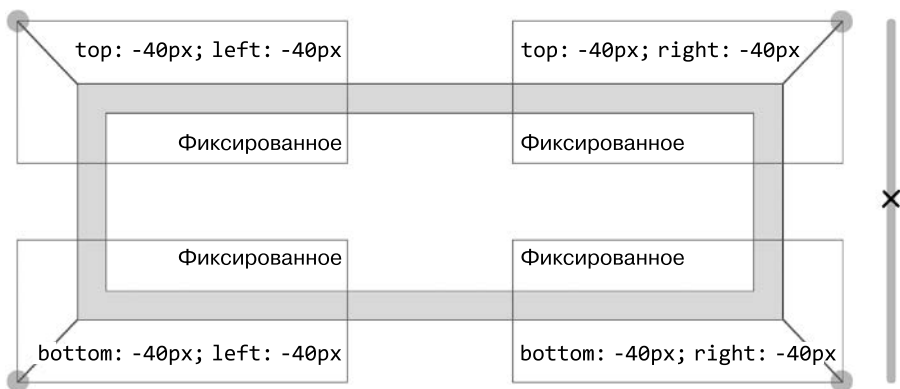 top: -40px; left: -40px
top: -40px; right: -40px
Фиксированное
Фиксированное
Фиксированное
Фиксированное
bottom: -40px; left: -40px
bottom: -40px; right: -40px